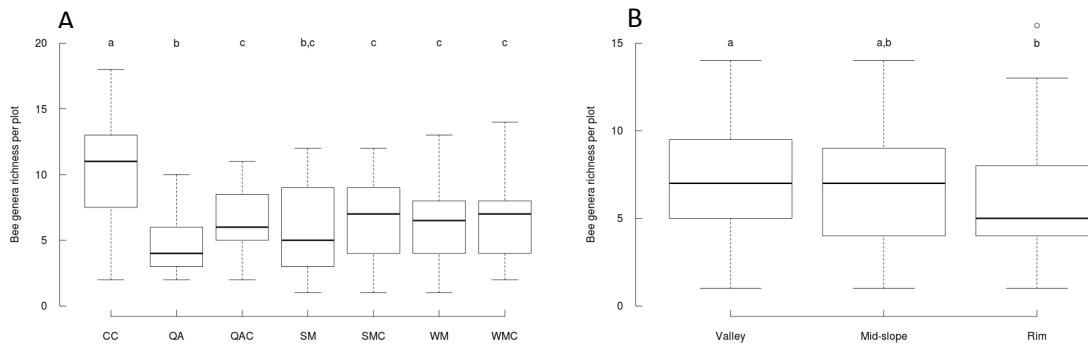 A
Bee genera richness per plot
20
15
10
5
0
a b c b,c c c c
CC QA QAC SM SMC WM WMC
B
Bee genera richness per plot
15
10
5
0
a a,b b
Valley Mid-slope Rim